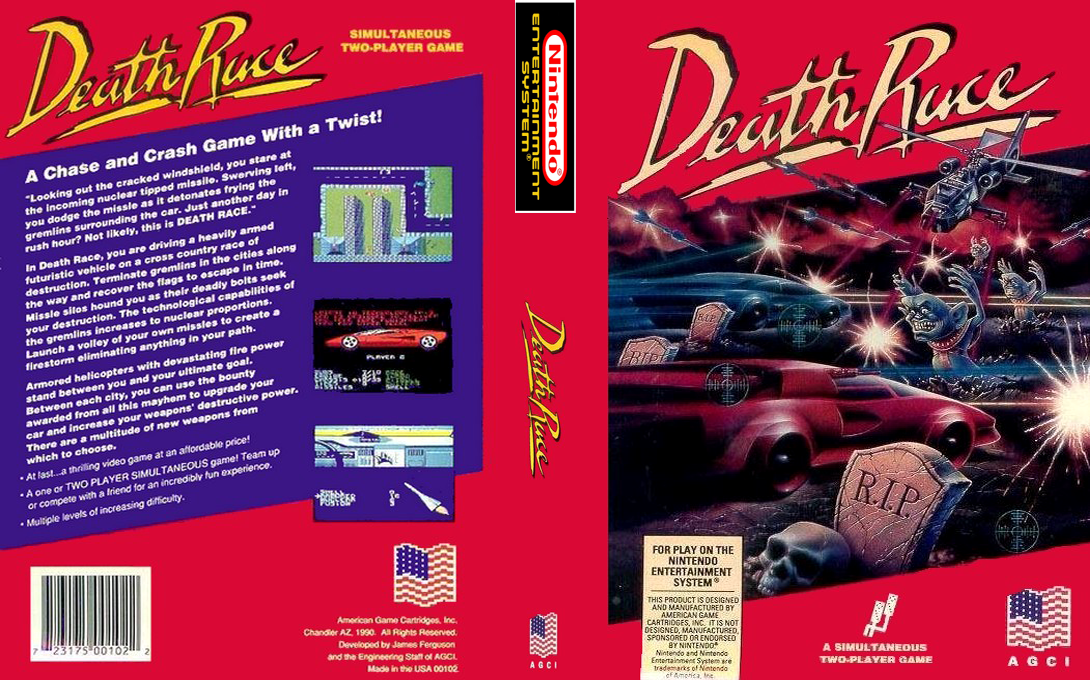 Death Race
SIMULTANEOUS
TWO-PLAYER GAME
A Chase and Crash Game With a Twist!
"Looking out the cracked windshield, you stare at
the incoming nuclear tipped missile. Swerving left,
you dodge the missle as it detonates frying the
gremlins surrounding the car. Just another day in
rush hour? Not likely, this is DEATH RACE."
In Death Race, you are driving a heavily armed
futuristic vehicle on a cross country race of
destruction. Terminate gremlins in the cities along
the way and recover the flags to escape in time.
Missle silos hound you as their deadly bolts seek
your destruction. The technological capabilities of
the gremlins increases to nuclear proportions.
Launch a volley of your own missles to create a
firestorm eliminating anything in your path.
Armored helicopters with devastating fire power
stand between you and your ultimate goal.
Between each city, you can use the bounty
awarded from all this mayhem to upgrade your
car and increase your weapons' destructive power.
There are a multitude of new weapons from
which to choose.
• At last...a thrilling video game at an affordable price!
• A one or TWO PLAYER SIMULTANEOUS game! Team up
or compete with a friend for an incredibly fun experience.
• Multiple levels of increasing difficulty.
PLAYER 2
7 23175 00102 2
American Game Cartridges, Inc.
Chandler AZ, 1990. All Rights Reserved.
Developed by James Ferguson
and the Engineering Staff of AGCI.
Made in the USA 00102
Nintendo®
ENTERTAINMENT
SYSTEM®
Death Race
AGCI
Death Race
R.I.P.
R.I.P.
R.I.P.
FOR PLAY ON THE
NINTENDO
ENTERTAINMENT
SYSTEM®
THIS PRODUCT IS DESIGNED
AND MANUFACTURED BY
AMERICAN GAME
CARTRIDGES, INC. IT IS NOT
DESIGNED, MANUFACTURED,
SPONSORED OR ENDORSED
BY NINTENDO®
Nintendo and Nintendo
Entertainment System are
trademarks of Nintendo
of America, Inc.
A SIMULTANEOUS
TWO-PLAYER GAME
AGCI